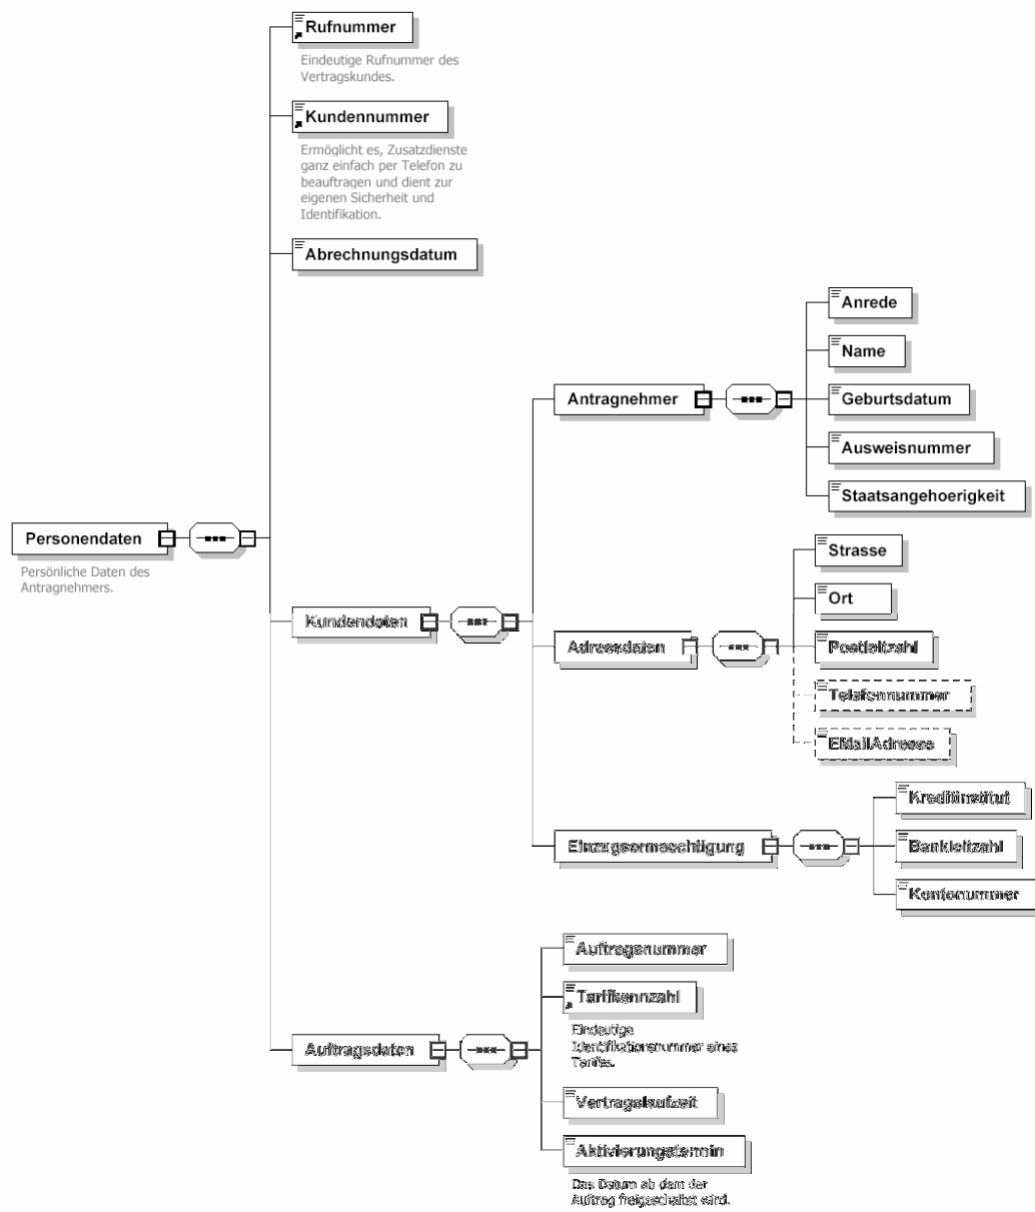 Rufnummer
Eindeutige Rufnummer des
Vertragskundes.
Kundennummer
Ermöglicht es, Zusatzdienste
ganz einfach per Telefon zu
beauftragen und dient zur
eigenen Sicherheit und
Identifikation.
Abrechnungsdatum
Personendaten
Persönliche Daten des
Antragnehmers.
Kundendaten
Antragnehmer
Anrede
Name
Geburtsdatum
Ausweisnummer
Staatsangehoerigkeit
Adressdaten
Strasse
Ort
Postleitzahl
Telefonnummer
EMailAdresse
Einzugsermaechtigung
Kreditinstitut
Bankleitzahl
Kontonummer
Auftragsdaten
Auftragsnummer
Tarifkennzahl
Eindeutige
Identifikationsnummer eines
Tarifes.
Vertragslaufzeit
Aktivierungstermin
Das Datum ab dem der
Auftrag freigeschaltet wird.